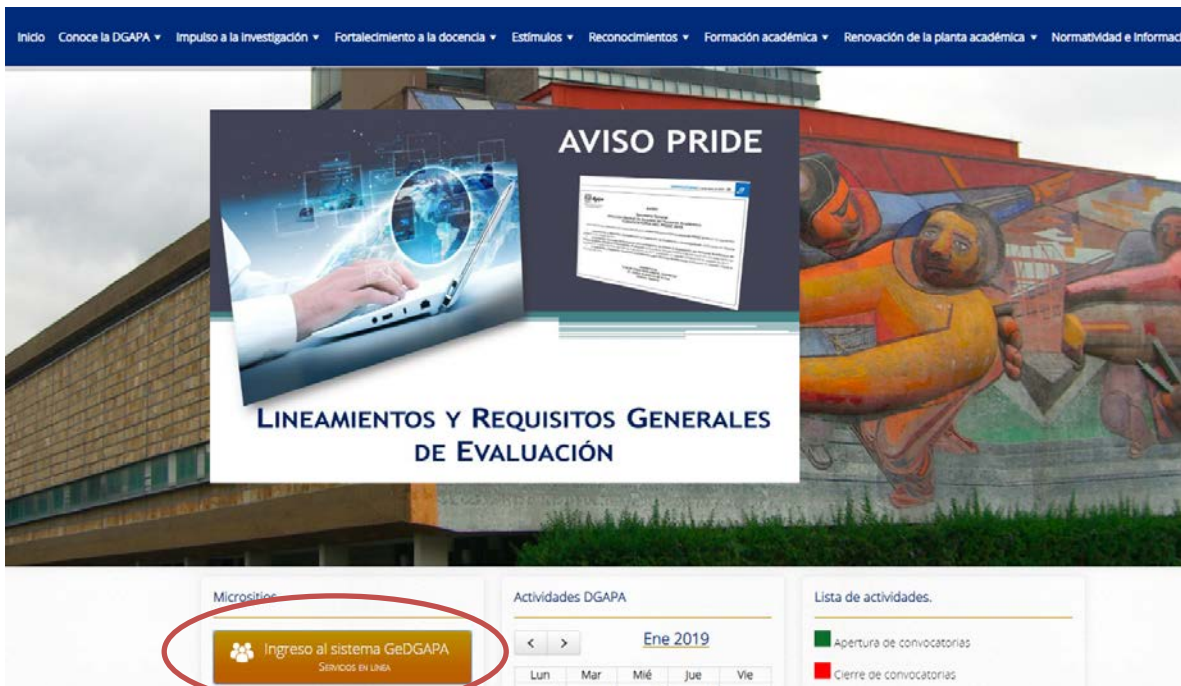 Inicio Conoce la DGAPA ▾ Impulso a la investigación ▾ Fortalecimiento a la docencia ▾ Estímulos ▾ Reconocimientos ▾ Formación académica ▾ Renovación de la planta académica ▾ Normatividad e Informaci
AVISO PRIDE
LINEAMIENTOS Y REQUISITOS GENERALES
DE EVALUACIÓN
Micrositios
Ingreso al sistema GeDGAPA
SERVICIOS EN LINEA
Actividades DGAPA
< > Ene 2019
Lun Mar Mié Jue Vie
Lista de actividades.
Apertura de convocatorias
Cierre de convocatorias